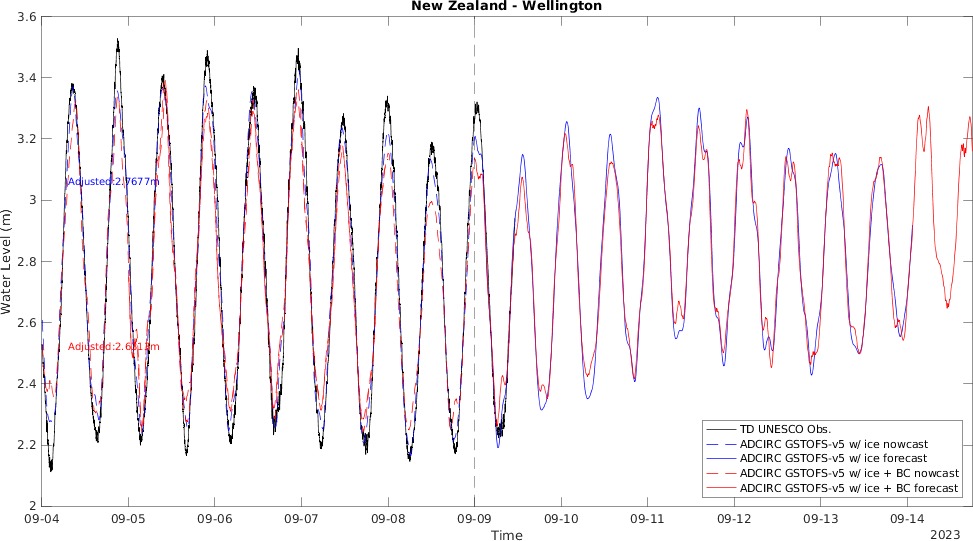 New Zealand - Wellington
3.6
3.4
3.2
3
2.8
2.6
2.4
2.2
2
Water Level (m)
Adjusted:2.7677m
TD UNESCO Obs.
ADCIRC GSTOFS-v5 w/ ice nowcast
ADCIRC GSTOFS-v5 w/ ice forecast
ADCIRC GSTOFS-v5 w/ ice + BC nowcast
ADCIRC GSTOFS-v5 w/ ice + BC forecast
09-04 09-05 09-06 09-07 09-08 09-09 09-10 09-11 09-12 09-13 09-14
Time
2023